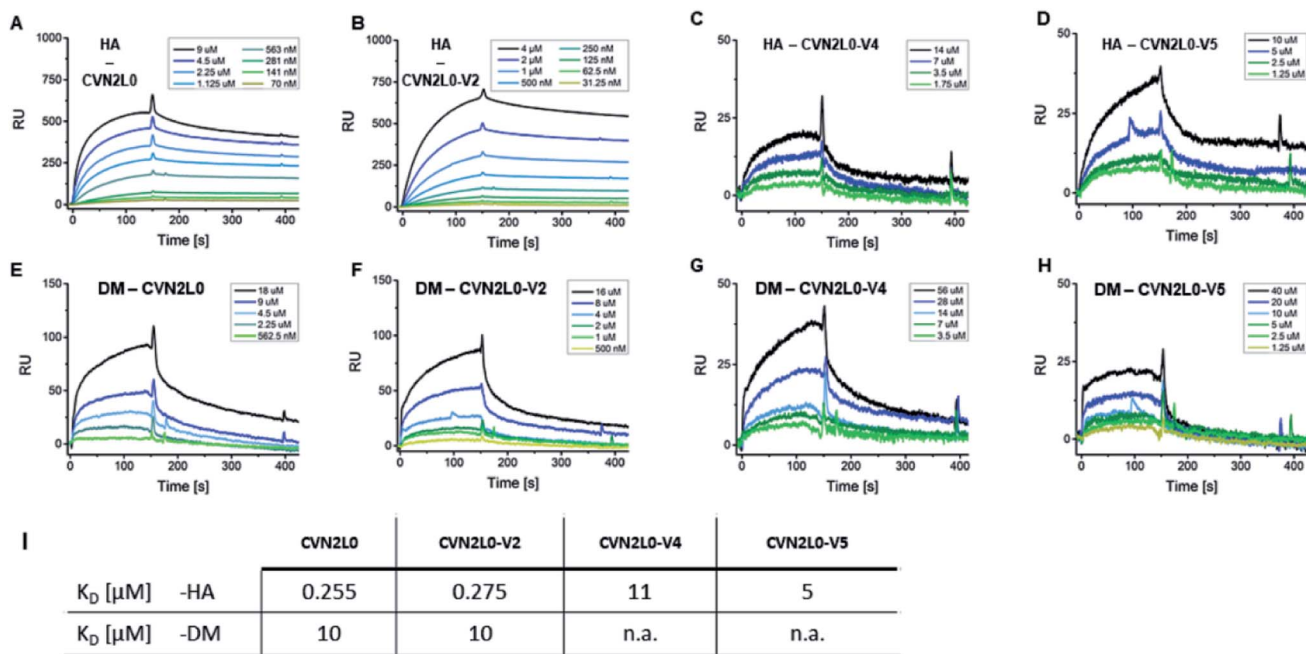 A
HA
–
CVN2L0
9 uM
4.5 uM
2.25 uM
1.125 uM
563 nM
281 nM
141 nM
70 nM
1000
750
500
250
0
RU
0 100 200 300 400
Time [s]
B
HA
–
CVN2L0-V2
4 µM
2 µM
1 µM
500 nM
250 nM
125 nM
62.5 nM
31.25 nM
1000
750
500
250
0
RU
0 100 200 300 400
Time [s]
C
HA – CVN2L0-V4
14 uM
7 uM
3.5 uM
1.75 uM
50
25
0
RU
0 100 200 300 400
Time [s]
D
HA – CVN2L0-V5
10 uM
5 uM
2.5 uM
1.25 uM
50
25
0
RU
0 100 200 300 400
Time [s]
E
DM – CVN2L0
18 uM
9 uM
4.5 uM
2.25 uM
562.5 nM
150
100
50
0
RU
0 100 200 300 400
Time [s]
F
DM – CVN2L0-V2
16 uM
8 uM
4 uM
2 uM
1 uM
500 nM
150
100
50
0
RU
0 100 200 300 400
Time [s]
G
DM – CVN2L0-V4
56 uM
28 uM
14 uM
7 uM
3.5 uM
50
25
0
RU
0 100 200 300 400
Time [s]
H
DM – CVN2L0-V5
40 uM
20 uM
10 uM
5 uM
2.5 uM
1.25 uM
50
25
0
RU
0 100 200 300 400
Time [s]
I
CVN2L0 CVN2L0-V2 CVN2L0-V4 CVN2L0-V5
K_D [µM] -HA 0.255 0.275 11 5
K_D [µM] -DM 10 10 n.a. n.a.